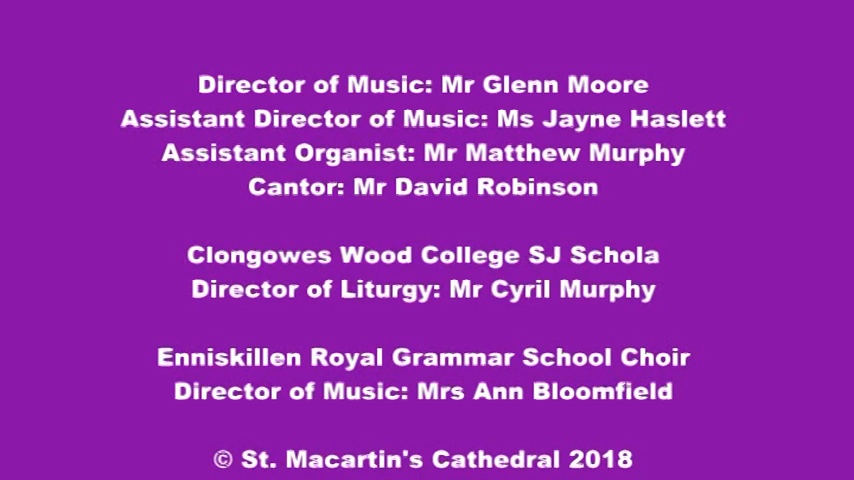 Director of Music: Mr Glenn Moore
Assistant Director of Music: Ms Jayne Haslett
Assistant Organist: Mr Matthew Murphy
Cantor: Mr David Robinson
Clongowes Wood College SJ Schola
Director of Liturgy: Mr Cyril Murphy
Enniskillen Royal Grammar School Choir
Director of Music: Mrs Ann Bloomfield
© St. Macartin's Cathedral 2018